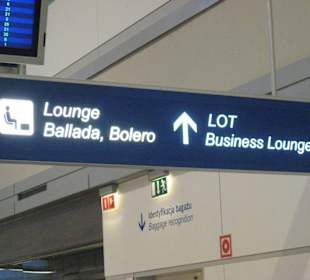 Lounge
Ballada, Bolero
LOT
Business Lounge
identyfikacja bagażu
Baggage recognition